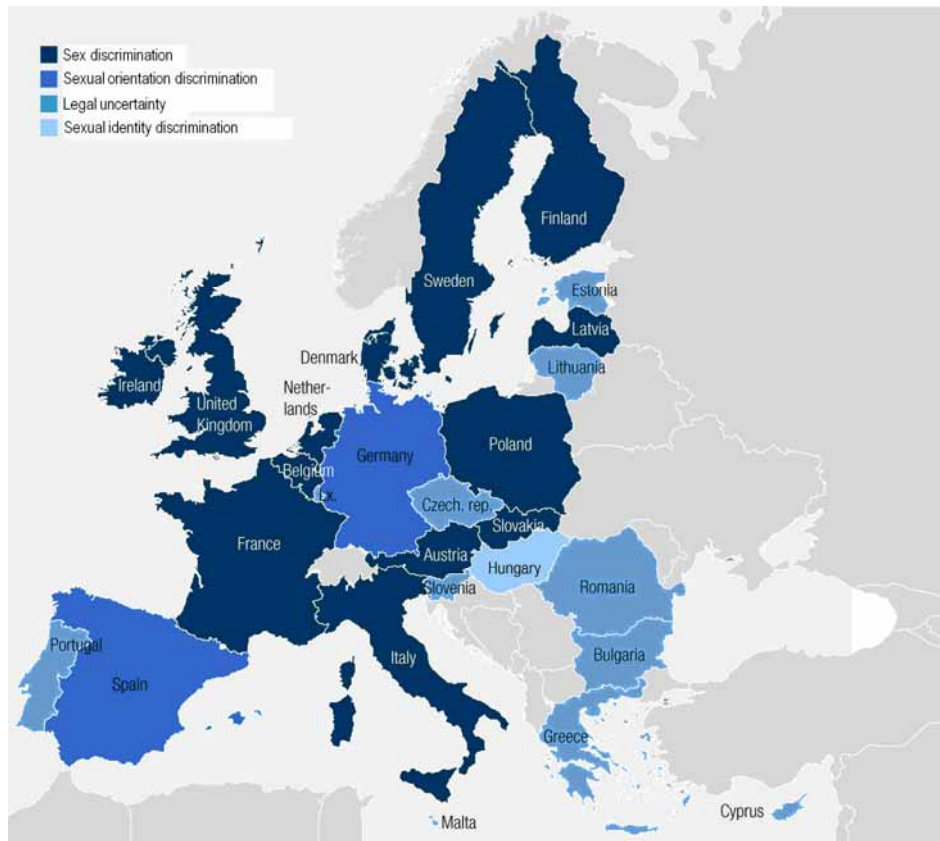 Sex discrimination
Sexual orientation discrimination
Legal uncertainty
Sexual identity discrimination
Finland
Sweden
Estonia
Latvia
Denmark
Lithuania
Ireland
Nether-
lands
United
Kingdom
Poland
Germany
Belgium
Lx.
Czech. rep.
Slovakia
France
Austria
Hungary
Slovenia
Romania
Portugal
Italy
Bulgaria
Spain
Greece
Cyprus
Malta